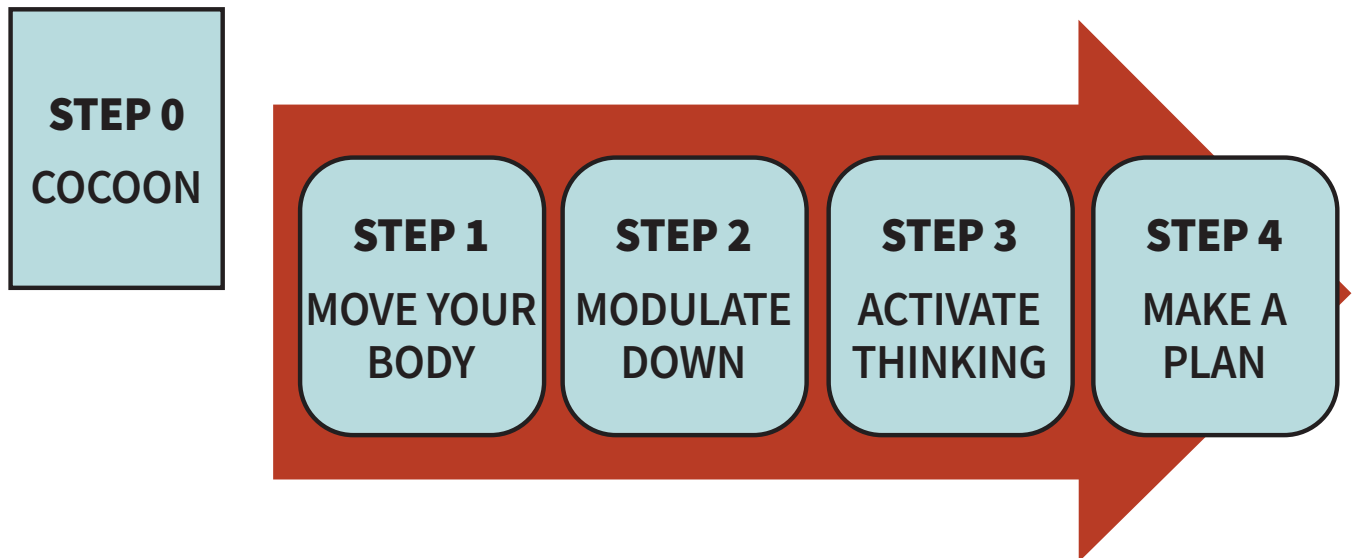 STEP 0
COCOON
STEP 1
MOVE YOUR
BODY
STEP 2
MODULATE
DOWN
STEP 3
ACTIVATE
THINKING
STEP 4
MAKE A
PLAN